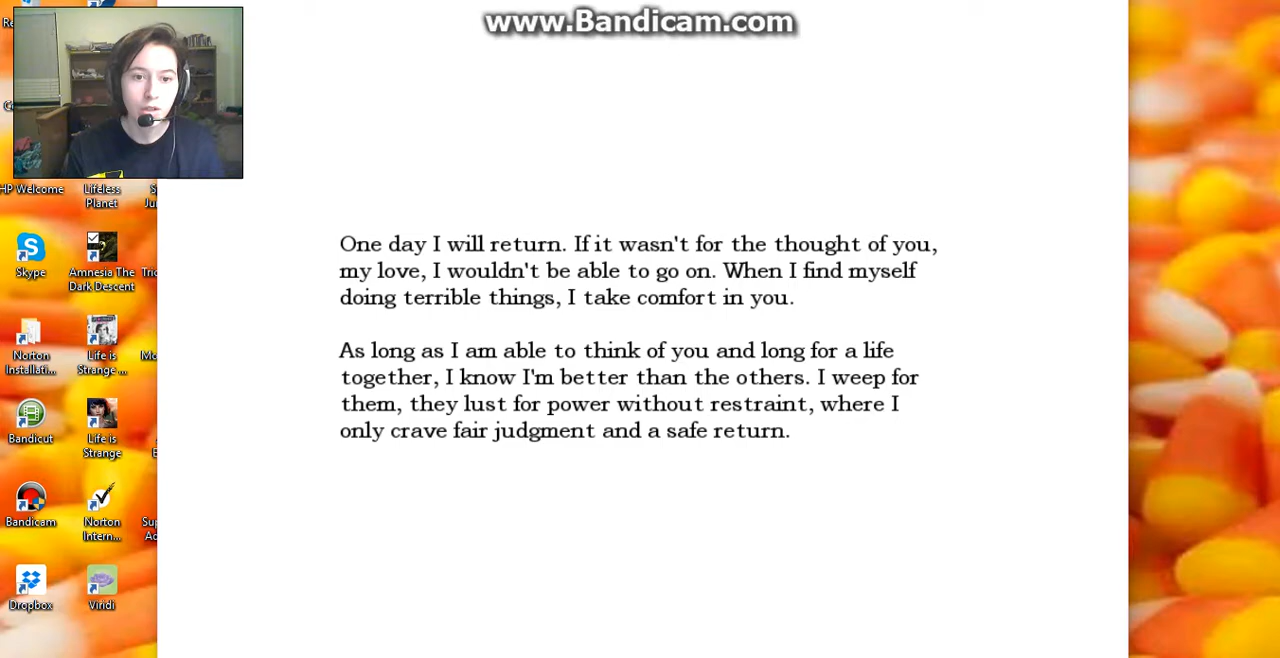 www.Bandicam.com
One day I will return. If it wasn't for the thought of you,
my love, I wouldn't be able to go on. When I find myself
doing terrible things, I take comfort in you.
As long as I am able to think of you and long for a life
together, I know I'm better than the others. I weep for
them, they lust for power without restraint, where I
only crave fair judgment and a safe return.
HP Welcome
Lifeless
Planet
Skype
Amnesia The
Dark Descent
Norton
Installati...
Life is
Strange ...
Bandicut
Life is
Strange
Bandicam
Norton
Intern...
Dropbox
Viridi